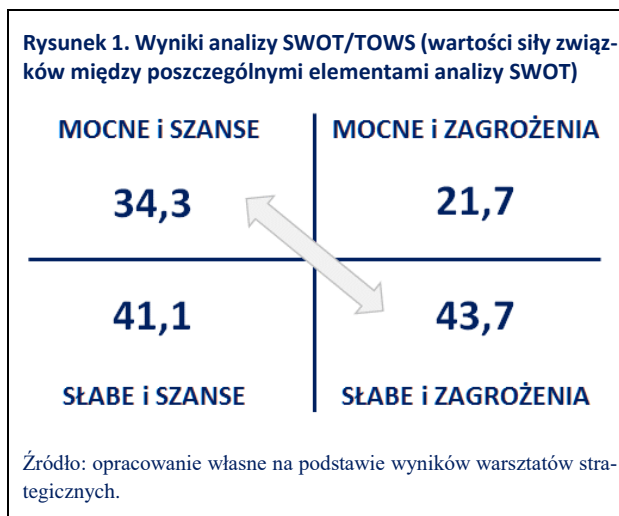 Rysunek 1. Wyniki analizy SWOT/TOWS (wartości siły związ-
ków między poszczególnymi elementami analizy SWOT)
MOCNE i SZANSE
MOCNE i ZAGROŻENIA
34,3
21,7
41,1
43,7
SŁABE i SZANSE
SŁABE i ZAGROŻENIA
Źródło: opracowanie własne na podstawie wyników warsztatów stra-
tegicznych.